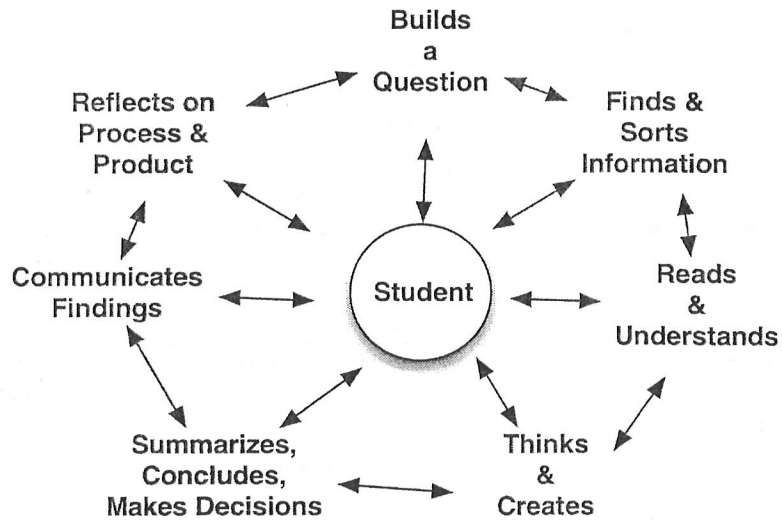 Builds
a
Question
Finds &
Sorts
Information
Reads
&
Understands
Thinks
&
Creates
Summarizes,
Concludes,
Makes Decisions
Communicates
Findings
Reflects on
Process &
Product
Student